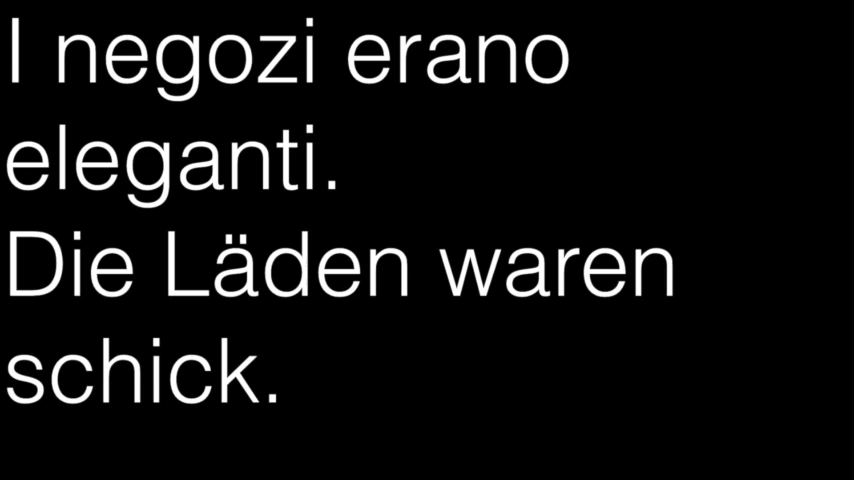 I negozi erano
eleganti.
Die Läden waren
schick.